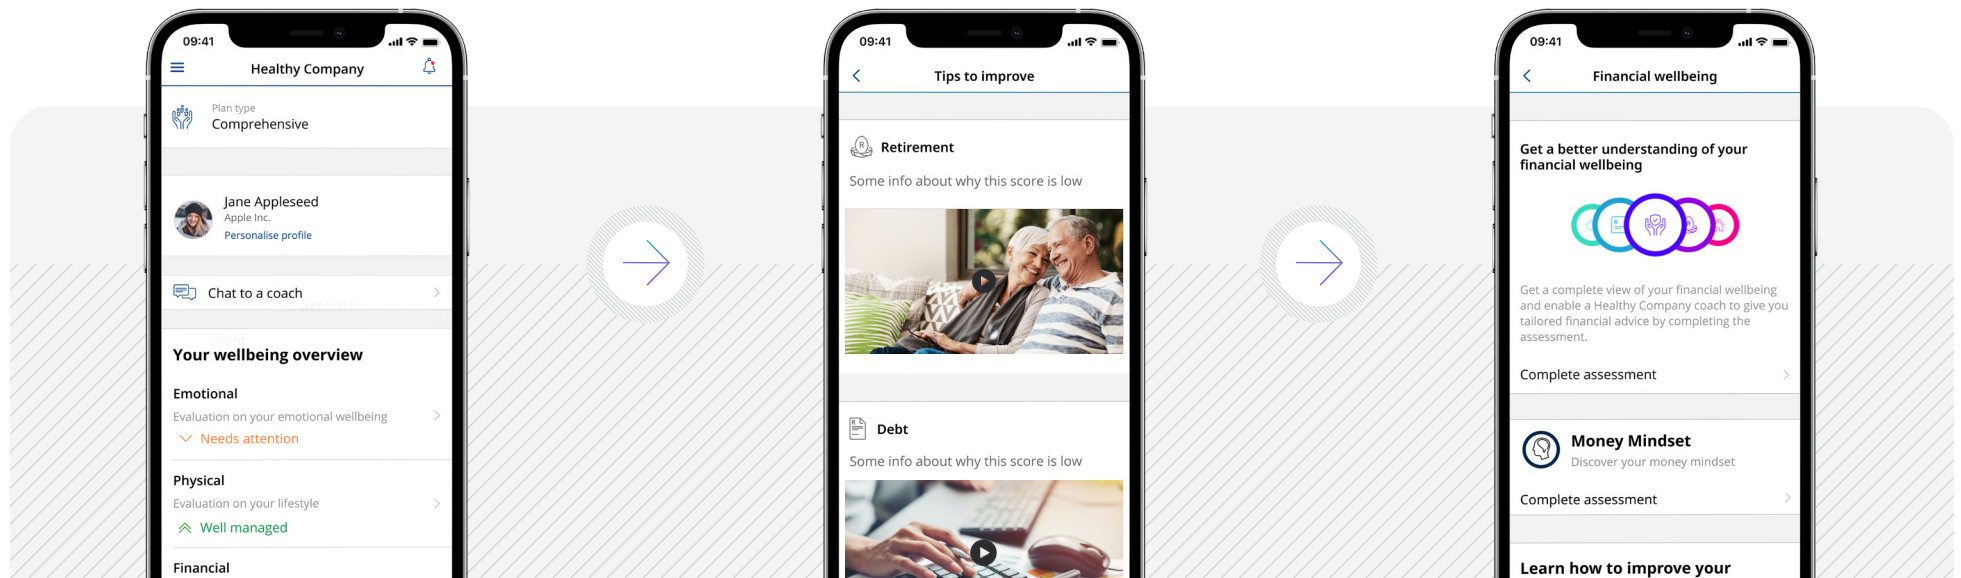 09:41
Healthy Company
Plan type
Comprehensive
Jane Appleseed
Apple Inc.
Personalise profile
Chat to a coach
Your wellbeing overview
Emotional
Evaluation on your emotional wellbeing
Needs attention
Physical
Evaluation on your lifestyle
Well managed
Financial
09:41
Tips to improve
R
Retirement
Some info about why this score is low
Debt
Some info about why this score is low
09:41
Financial wellbeing
Get a better understanding of your
financial wellbeing
Get a complete view of your financial wellbeing
and enable a Healthy Company coach to give you
tailored financial advice by completing the
assessment.
Complete assessment
Money Mindset
Discover your money mindset
Complete assessment
Learn how to improve your